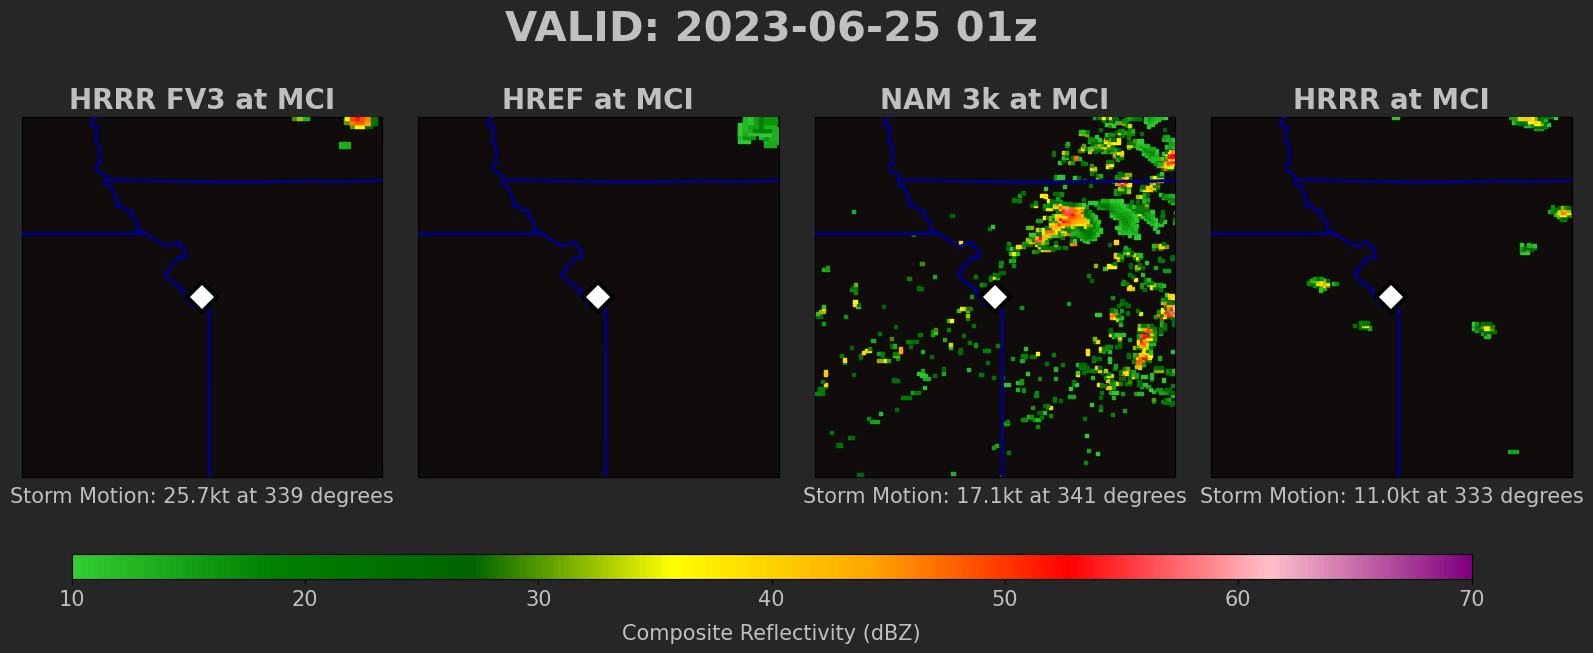 VALID: 2023-06-25 01z
HRRR FV3 at MCI
HREF at MCI
NAM 3k at MCI
HRRR at MCI
Storm Motion: 25.7kt at 339 degrees
Storm Motion: 17.1kt at 341 degrees
Storm Motion: 11.0kt at 333 degrees
10 20 30 40 50 60 70
Composite Reflectivity (dBZ)